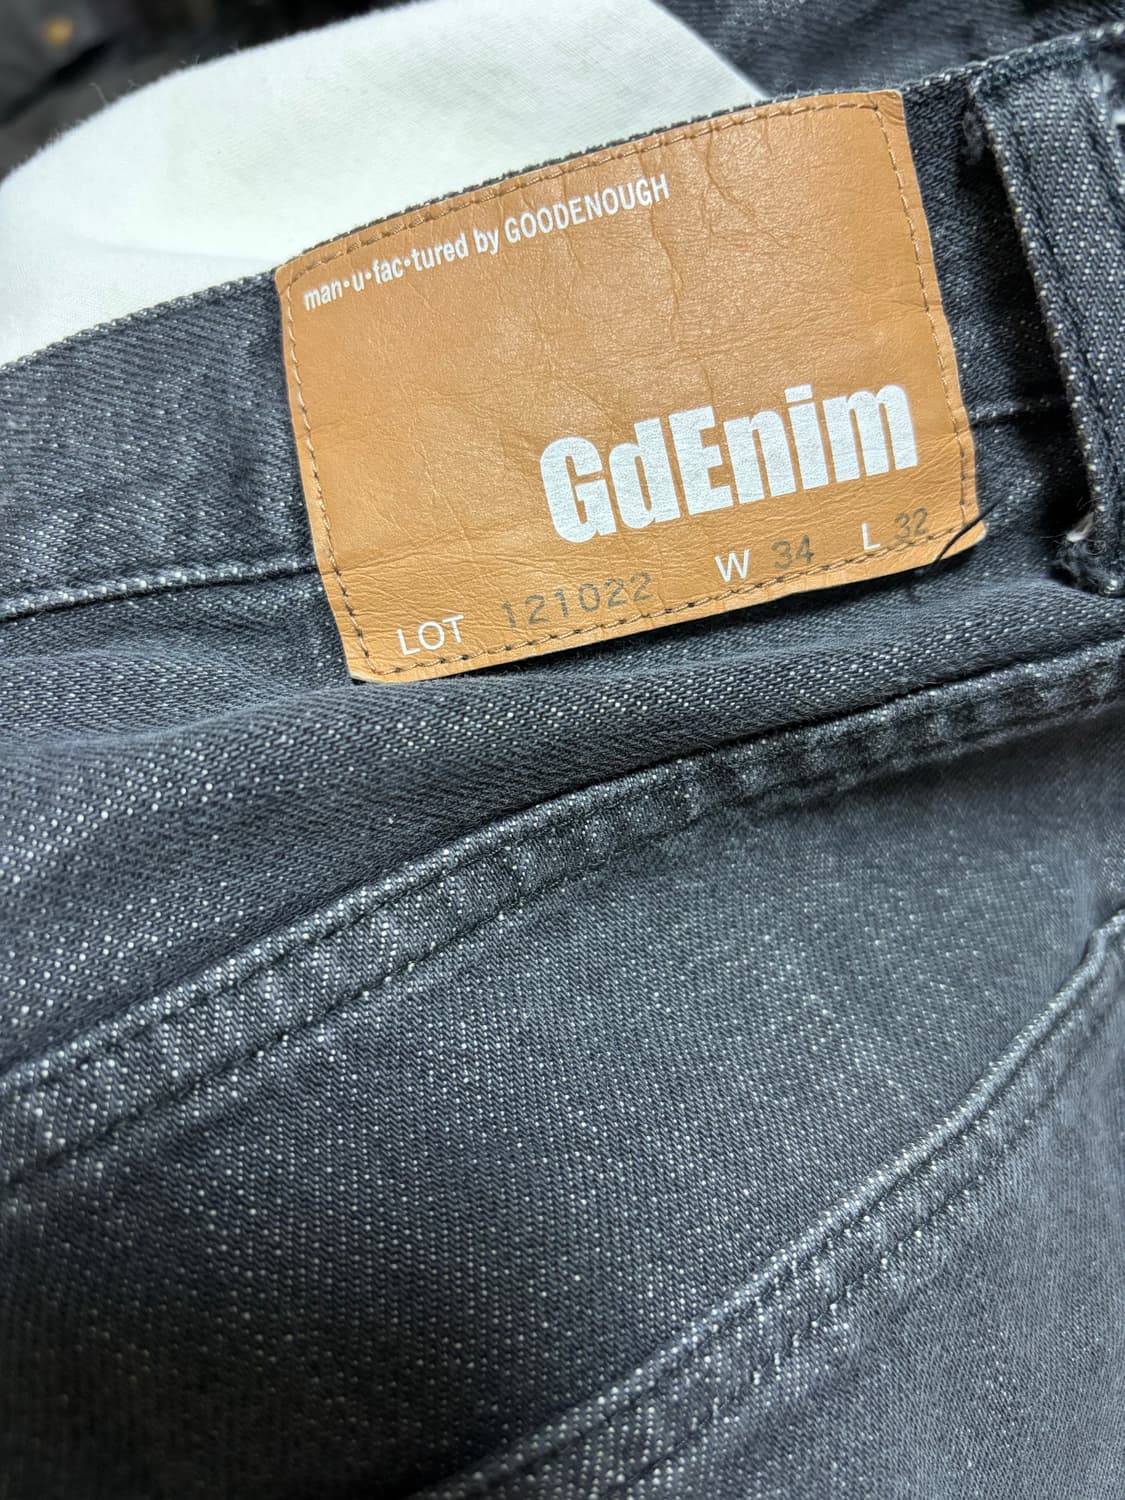 man·u·fac·tured by GOODENOUGH
GdEnim
LOT 121022 W 34 L 32